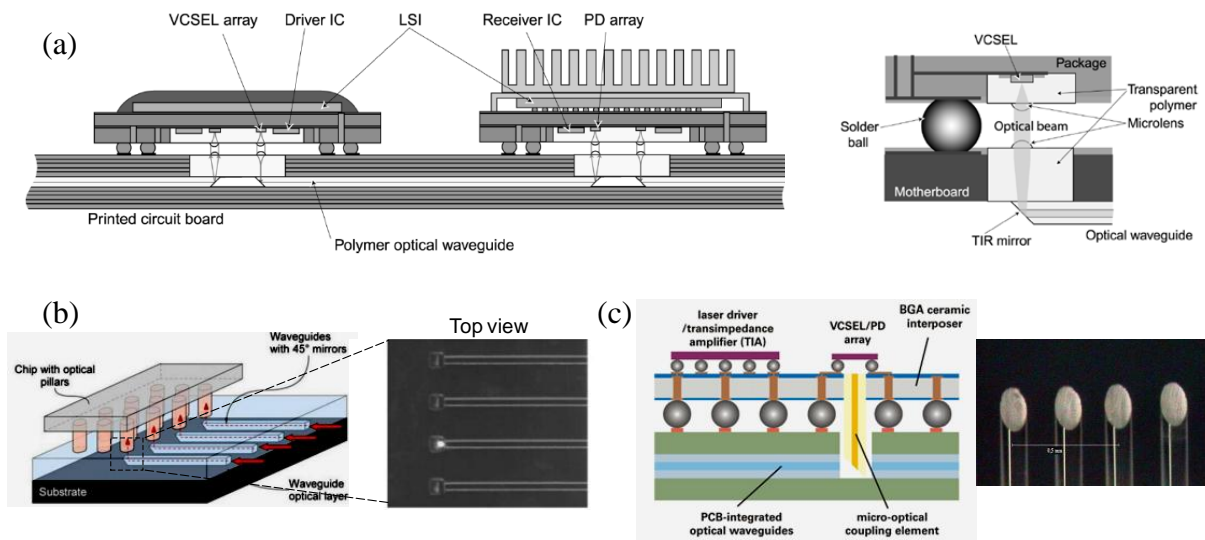 (a)
VCSEL array
Driver IC
LSI
Receiver IC
PD array
Printed circuit board
Polymer optical waveguide
VCSEL
Package
Transparent
polymer
Microlens
Optical beam
Solder
ball
Motherboard
TIR mirror
Optical waveguide
(b)
Waveguides
with 45° mirrors
Chip with optical
pillars
Substrate
Waveguide
optical layer
Top view
(c)
laser driver
/transimpedance
amplifier (TIA)
VCSEL/PD
array
BGA ceramic
interposer
PCB-integrated
optical waveguides
micro-optical
coupling element
0,5 mm